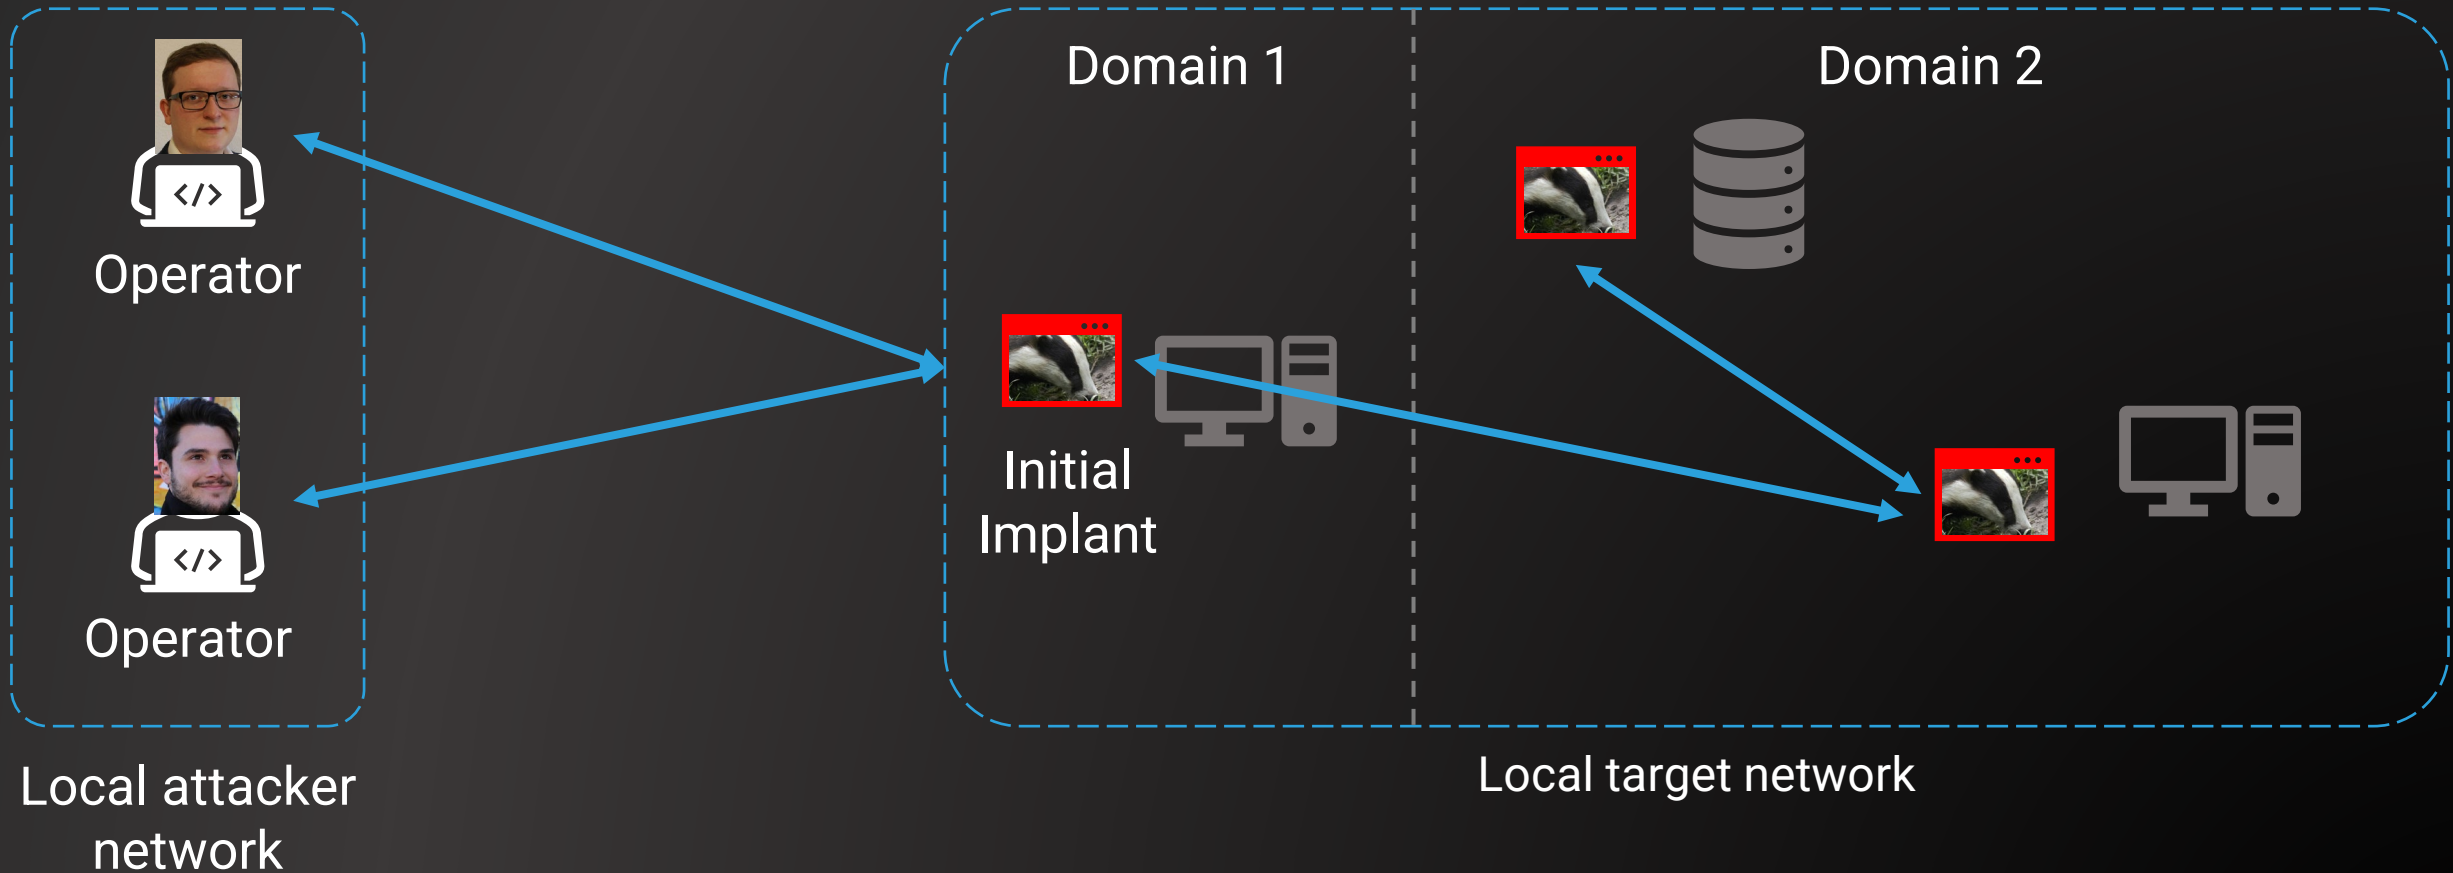 Operator
Operator
Local attacker
network
Domain 1
Domain 2
Initial
Implant
Local target network